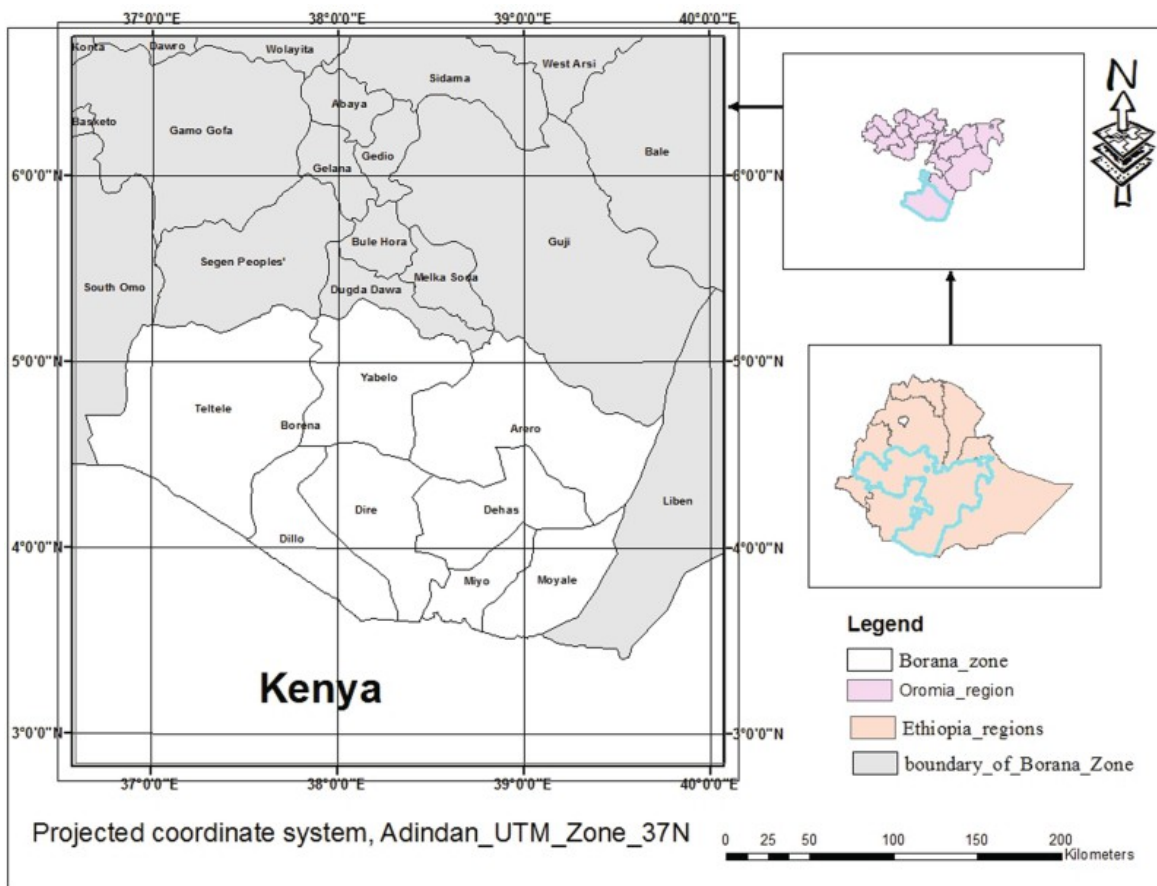 37°0'0"E 38°0'0"E 39°0'0"E 40°0'0"E
Konta Dawro Wolayita West Arsi
Sidama
Abaya
Basketo Gamo Gofa
Gedio Bale
Gelana
6°0'0"N 6°0'0"N
Bule Hora Guji
Segen Peoples'
Melka Soda
South Omo Dugda Dawa
5°0'0"N 5°0'0"N
Yabelo
Teltele
Borena Arero
Dire Dehas Liben
Dillo
4°0'0"N 4°0'0"N
Miyo Moyale
Kenya
3°0'0"N 3°0'0"N
37°0'0"E 38°0'0"E 39°0'0"E 40°0'0"E
N
Legend
Borana_zone
Oromia_region
Ethiopia_regions
boundary_of_Borana_Zone
Projected coordinate system, Adindan_UTM_Zone_37N
0 25 50 100 150 200
Kilometers